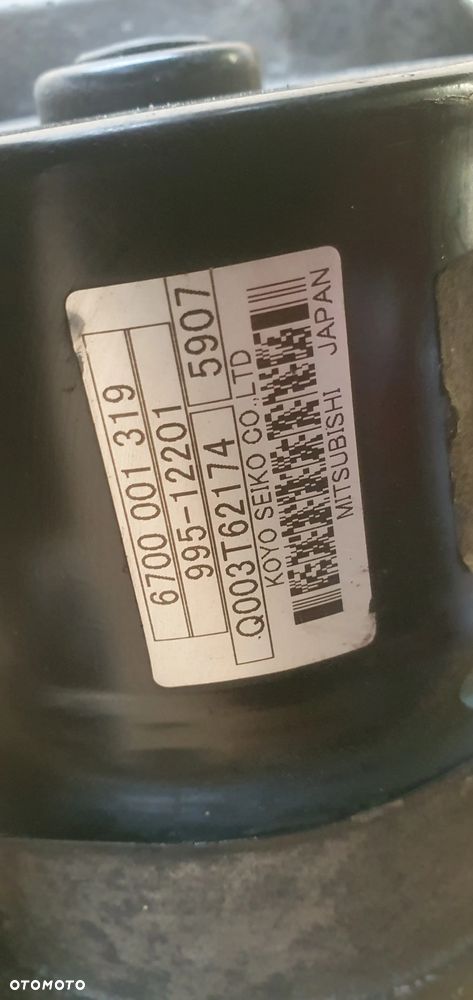 6700 001 319
995-12201
Q003T62174 5907
KOYO SEIKO CO.,LTD
MITSUBISHI JAPAN
OTOMOTO